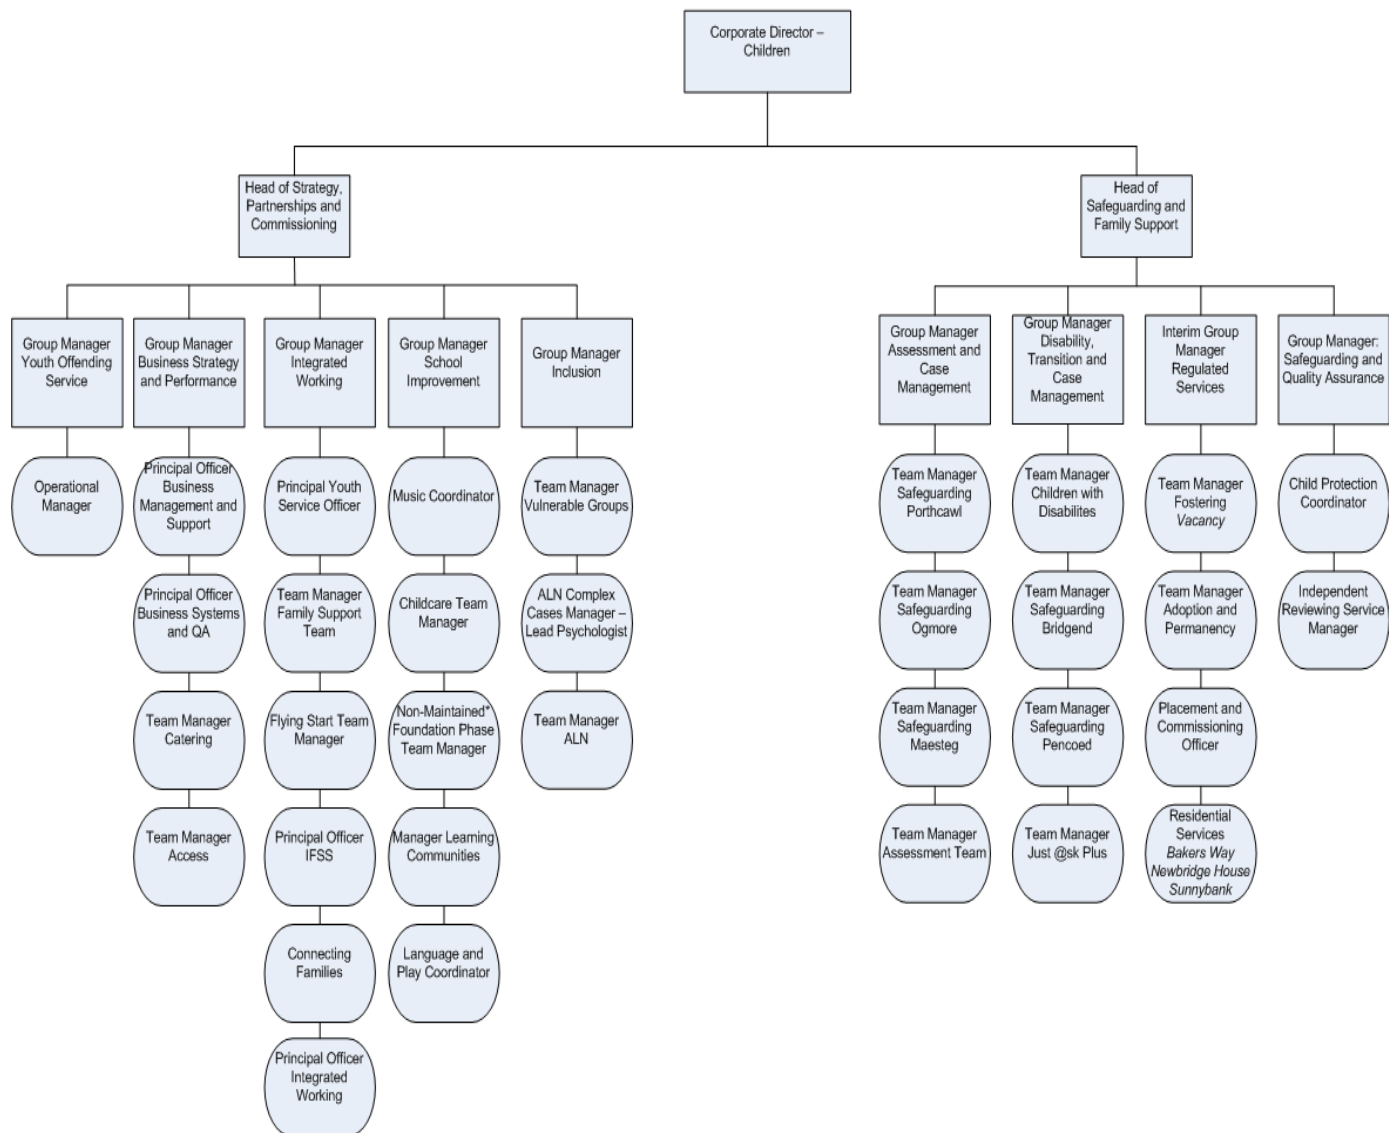 Corporate Director –
Children
Head of Strategy,
Partnerships and
Commissioning
Head of
Safeguarding and
Family Support
Group Manager
Youth Offending
Service
Group Manager
Business Strategy
and Performance
Group Manager
Integrated
Working
Group Manager
School
Improvement
Group Manager
Inclusion
Group Manager
Assessment and
Case
Management
Group Manager
Disability,
Transition and
Case
Management
Interim Group
Manager
Regulated
Services
Group Manager:
Safeguarding and
Quality Assurance
Operational
Manager
Principal Officer
Business
Management and
Support
Principal Youth
Service Officer
Music Coordinator
Team Manager
Vulnerable Groups
Team Manager
Safeguarding
Porthcawl
Team Manager
Children with
Disabilites
Team Manager
Fostering
Vacancy
Child Protection
Coordinator
Principal Officer
Business Systems
and QA
Team Manager
Family Support
Team
Childcare Team
Manager
ALN Complex
Cases Manager –
Lead Psychologist
Team Manager
Safeguarding
Ogmore
Team Manager
Safeguarding
Bridgend
Team Manager
Adoption and
Permanency
Independent
Reviewing Service
Manager
Team Manager
Catering
Flying Start Team
Manager
Non-Maintained*
Foundation Phase
Team Manager
Team Manager
ALN
Team Manager
Safeguarding
Maesteg
Team Manager
Safeguarding
Pencoed
Placement and
Commissioning
Officer
Team Manager
Access
Principal Officer
IFSS
Manager Learning
Communities
Team Manager
Assessment Team
Team Manager
Just @sk Plus
Residential
Services
Bakers Way
Newbridge House
Sunnybank
Connecting
Families
Language and
Play Coordinator
Principal Officer
Integrated
Working